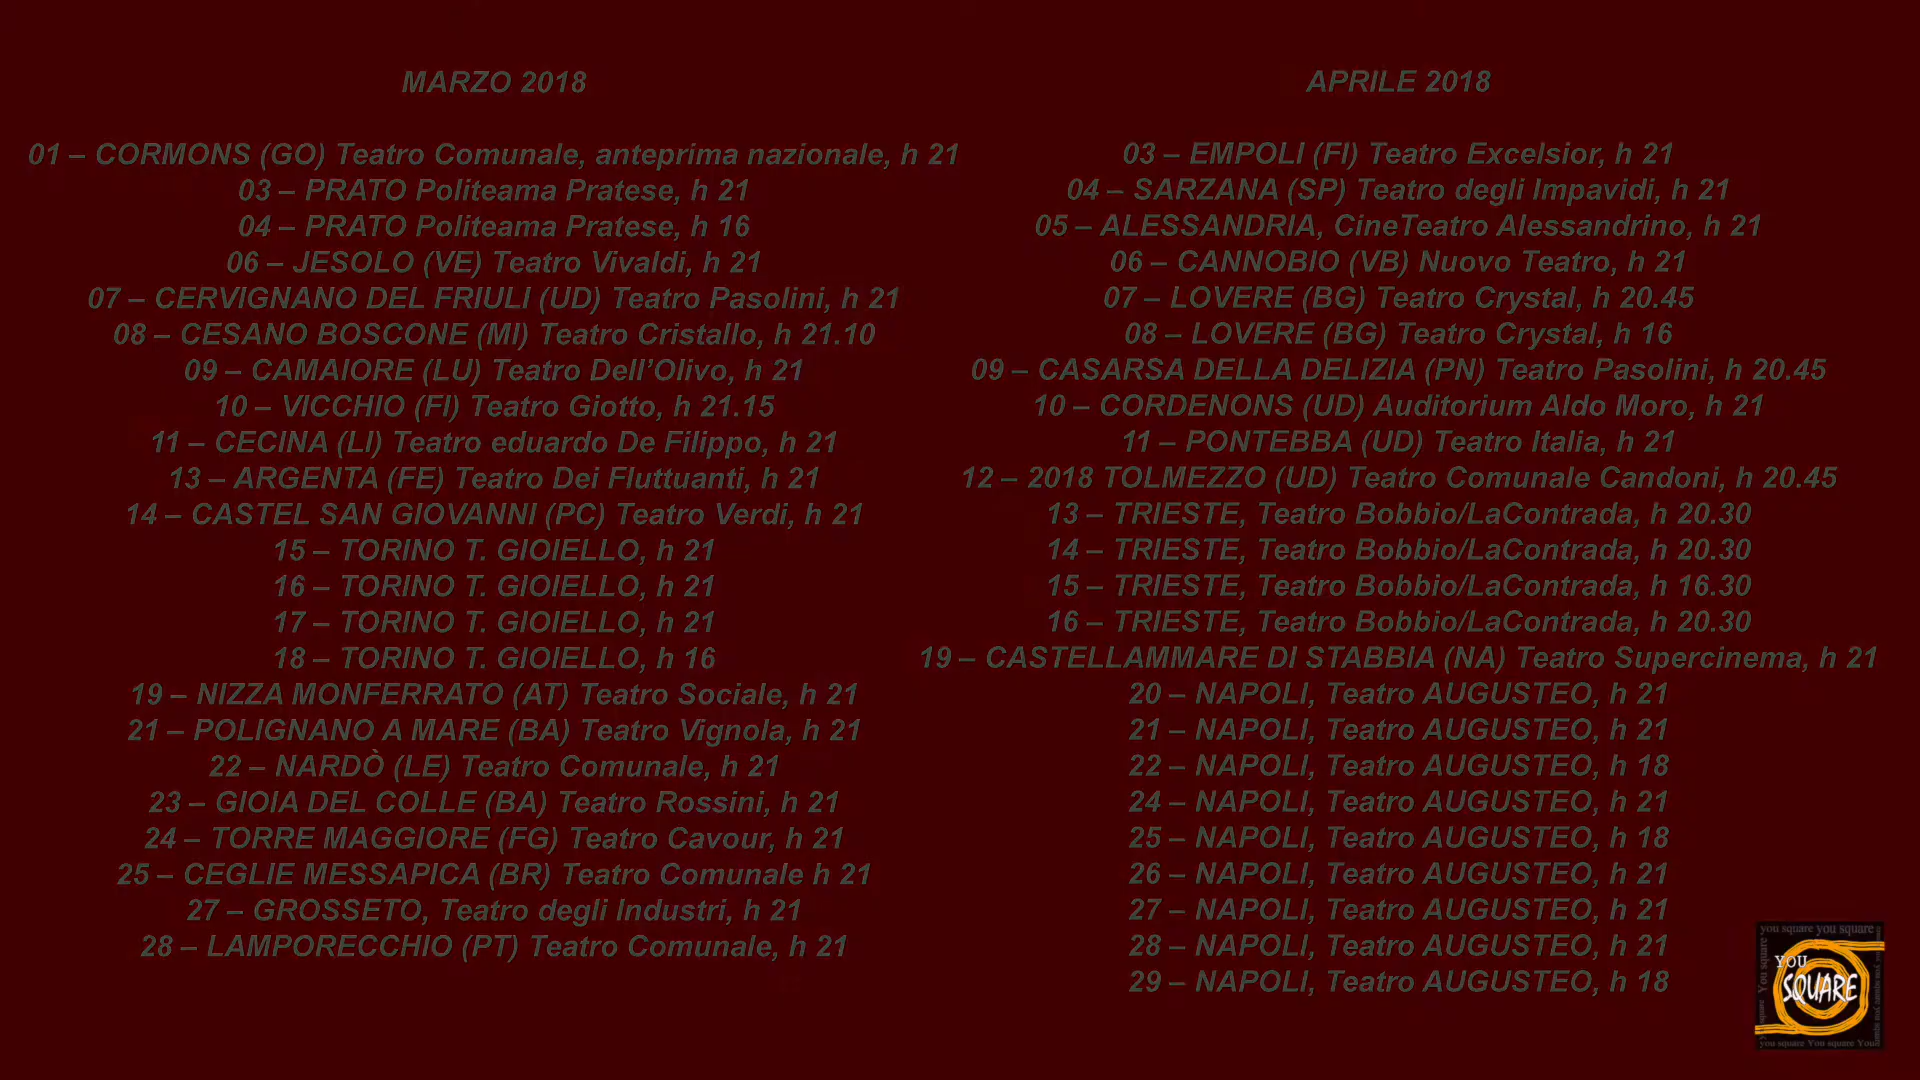 MARZO 2018
01 – CORMONS (GO) Teatro Comunale, anteprima nazionale, h 21
03 – PRATO Politeama Pratese, h 21
04 – PRATO Politeama Pratese, h 16
06 – JESOLO (VE) Teatro Vivaldi, h 21
07 – CERVIGNANO DEL FRIULI (UD) Teatro Pasolini, h 21
08 – CESANO BOSCONE (MI) Teatro Cristallo, h 21.10
09 – CAMAIORE (LU) Teatro Dell’Olivo, h 21
10 – VICCHIO (FI) Teatro Giotto, h 21.15
11 – CECINA (LI) Teatro eduardo De Filippo, h 21
13 – ARGENTA (FE) Teatro Dei Fluttuanti, h 21
14 – CASTEL SAN GIOVANNI (PC) Teatro Verdi, h 21
15 – TORINO T. GIOIELLO, h 21
16 – TORINO T. GIOIELLO, h 21
17 – TORINO T. GIOIELLO, h 21
18 – TORINO T. GIOIELLO, h 16
19 – NIZZA MONFERRATO (AT) Teatro Sociale, h 21
21 – POLIGNANO A MARE (BA) Teatro Vignola, h 21
22 – NARDÒ (LE) Teatro Comunale, h 21
23 – GIOIA DEL COLLE (BA) Teatro Rossini, h 21
24 – TORRE MAGGIORE (FG) Teatro Cavour, h 21
25 – CEGLIE MESSAPICA (BR) Teatro Comunale h 21
27 – GROSSETO, Teatro degli Industri, h 21
28 – LAMPORECCHIO (PT) Teatro Comunale, h 21
APRILE 2018
03 – EMPOLI (FI) Teatro Excelsior, h 21
04 – SARZANA (SP) Teatro degli Impavidi, h 21
05 – ALESSANDRIA, CineTeatro Alessandrino, h 21
06 – CANNOBIO (VB) Nuovo Teatro, h 21
07 – LOVERE (BG) Teatro Crystal, h 20.45
08 – LOVERE (BG) Teatro Crystal, h 16
09 – CASARSA DELLA DELIZIA (PN) Teatro Pasolini, h 20.45
10 – CORDENONS (UD) Auditorium Aldo Moro, h 21
11 – PONTEBBA (UD) Teatro Italia, h 21
12 – 2018 TOLMEZZO (UD) Teatro Comunale Candoni, h 20.45
13 – TRIESTE, Teatro Bobbio/LaContrada, h 20.30
14 – TRIESTE, Teatro Bobbio/LaContrada, h 20.30
15 – TRIESTE, Teatro Bobbio/LaContrada, h 16.30
16 – TRIESTE, Teatro Bobbio/LaContrada, h 20.30
19 – CASTELLAMMARE DI STABBIA (NA) Teatro Supercinema, h 21
20 – NAPOLI, Teatro AUGUSTEO, h 21
21 – NAPOLI, Teatro AUGUSTEO, h 21
22 – NAPOLI, Teatro AUGUSTEO, h 18
24 – NAPOLI, Teatro AUGUSTEO, h 21
25 – NAPOLI, Teatro AUGUSTEO, h 18
26 – NAPOLI, Teatro AUGUSTEO, h 21
27 – NAPOLI, Teatro AUGUSTEO, h 21
28 – NAPOLI, Teatro AUGUSTEO, h 21
29 – NAPOLI, Teatro AUGUSTEO, h 18
you square you square
YOU
SQUARE
you square You square You